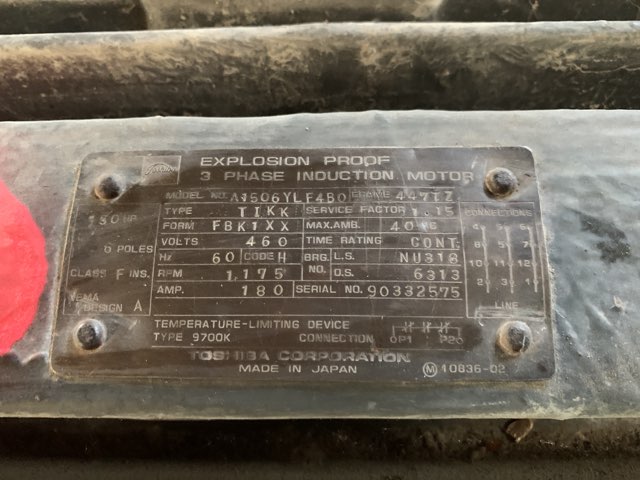 EXPLOSION PROOF
3 PHASE INDUCTION MOTOR
MODEL NO. A1506YLF4BO FRAME 447TZ
150 HP TYPE TIKK SERVICE FACTOR 1.15 CONNECTIONS
FORM FBK1XX MAX.AMB. 40 °C
6 POLES VOLTS 460 TIME RATING CONT
Hz 60 CODE H BRG. L.S. NU318
CLASS F INS. RPM 1,175 NO. O.S. 6313
AMP. 180 SERIAL NO. 90332575
DESIGN A LINE
TEMPERATURE-LIMITING DEVICE
TYPE 9700K CONNECTION OP1 P2O
TOSHIBA CORPORATION
MADE IN JAPAN Ⓜ 10836-02